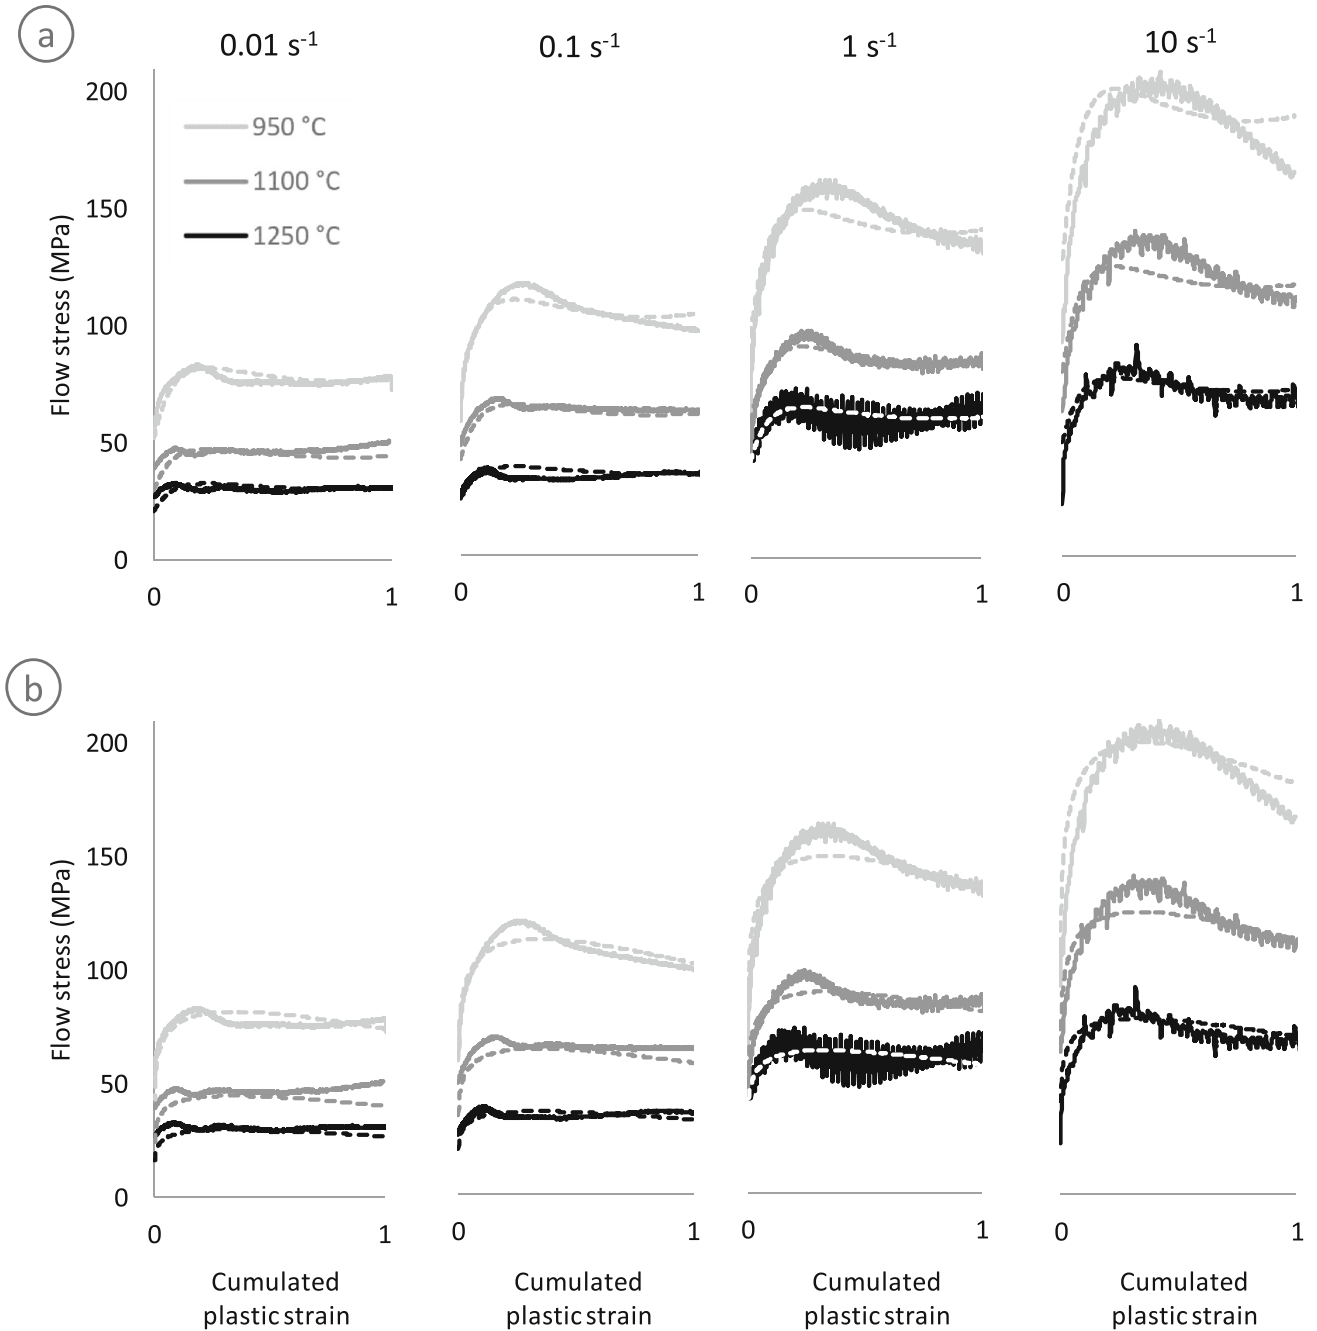 a
0.01 s-1
0.1 s-1
1 s-1
10 s-1
200
150
100
50
0
Flow stress (MPa)
950 °C
1100 °C
1250 °C
0 1
0 1
0 1
0 1
b
200
150
100
50
0
Flow stress (MPa)
0 1
0 1
0 1
0 1
Cumulated
plastic strain
Cumulated
plastic strain
Cumulated
plastic strain
Cumulated
plastic strain